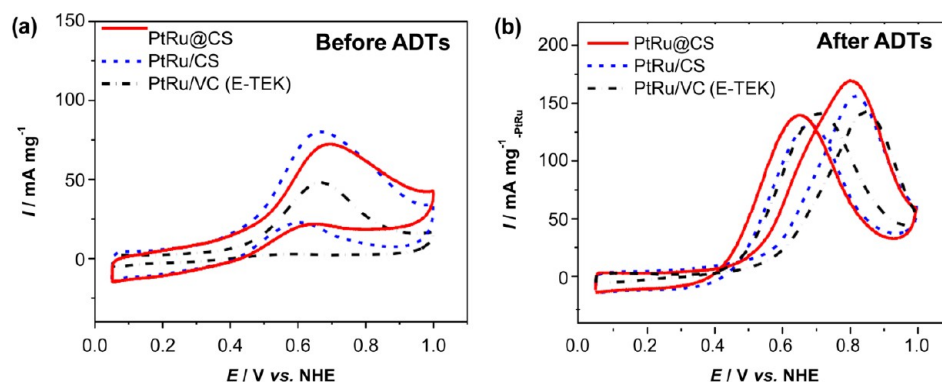 (a)
150
100
50
0
I / mA mg-1
PtRu@CS
PtRu/CS
PtRu/VC (E-TEK)
Before ADTs
0.0 0.2 0.4 0.6 0.8 1.0
E / V vs. NHE
(b)
200
150
100
50
0
I / mA mg-1-PtRu
PtRu@CS
PtRu/CS
PtRu/VC (E-TEK)
After ADTs
0.0 0.2 0.4 0.6 0.8 1.0
E / V vs. NHE